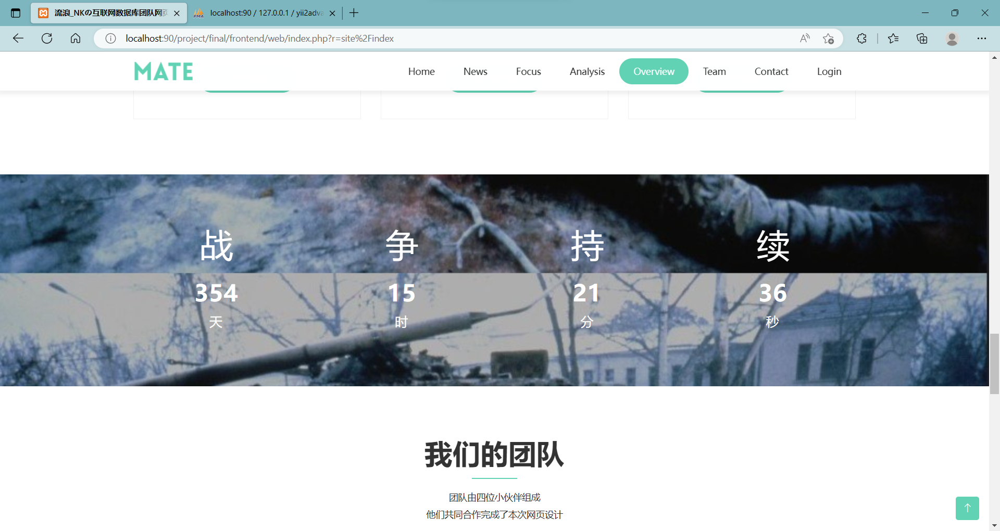 流浪_NKの互联网数据库团队网页
localhost:90 / 127.0.0.1 / yii2adva
localhost:90/project/final/frontend/web/index.php?r=site%2Findex
MATE
Home
News
Focus
Analysis
Overview
Team
Contact
Login
战
争
持
续
354
15
21
36
天
时
分
秒
我们的团队
团队由四位小伙伴组成
他们共同合作完成了本次网页设计